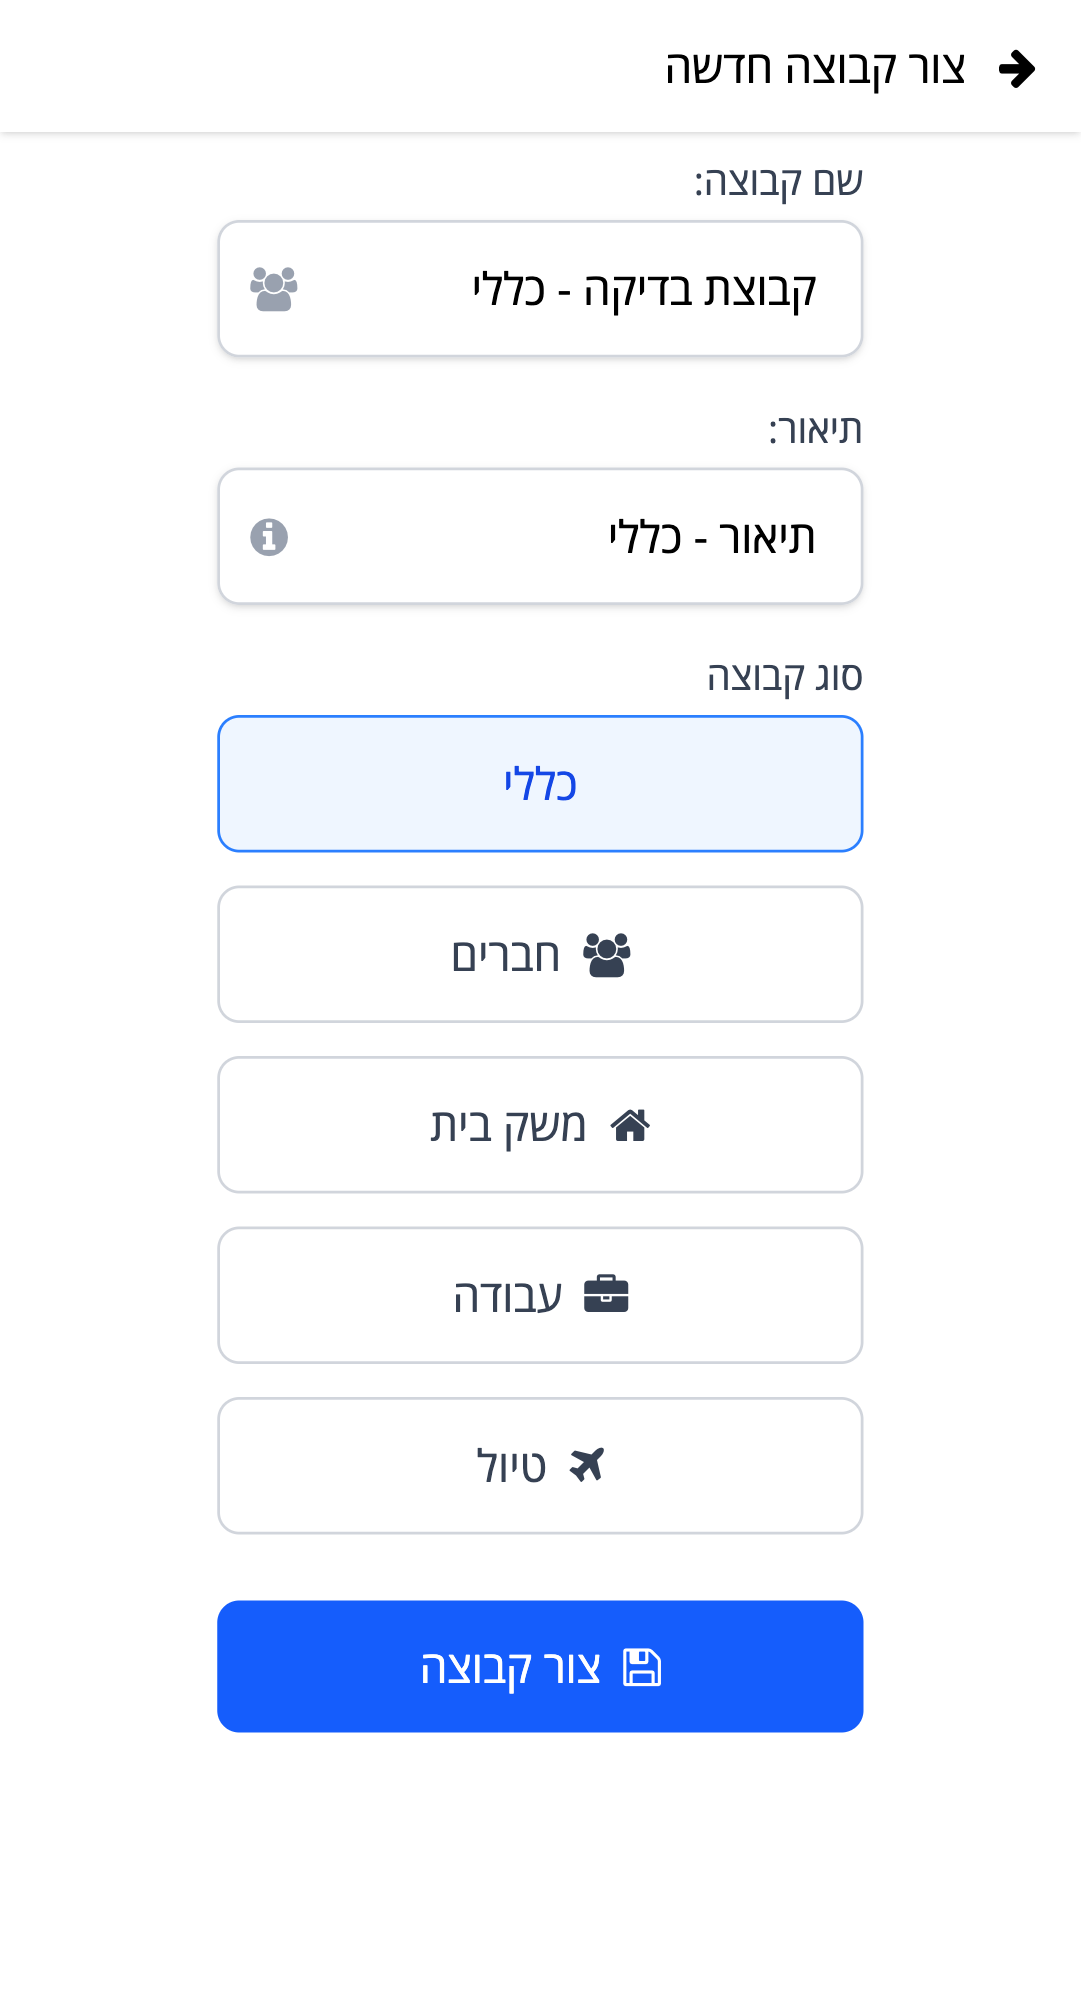 צור קבוצה חדשה
שם קבוצה:
קבוצת בדיקה - כללי
תיאור:
תיאור - כללי
סוג קבוצה
כללי
חברים
משק בית
עבודה
טיול
צור קבוצה